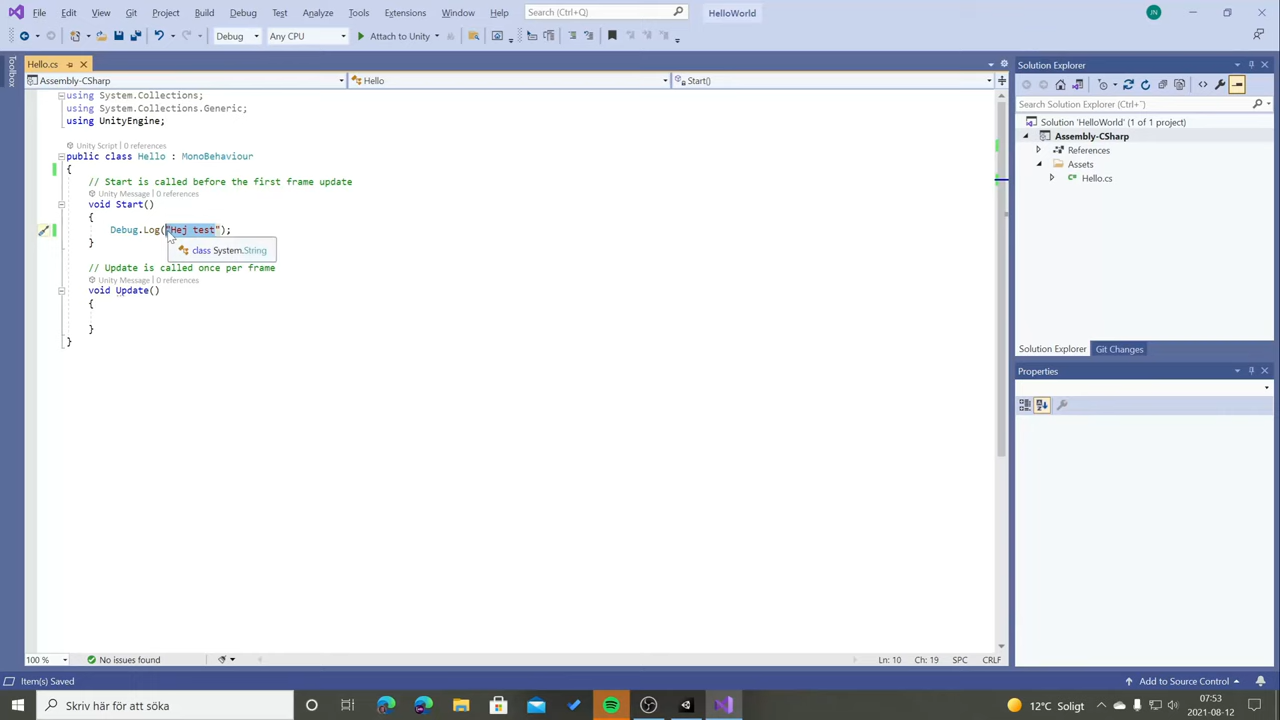 File Edit View Git Project Build Debug Test Analyze Tools Extensions Window Help Search (Ctrl+Q) HelloWorld JN
Debug Any CPU Attach to Unity
Toolbox
Hello.cs
Assembly-CSharp Hello Start()
using System.Collections;
using System.Collections.Generic;
using UnityEngine;
Unity Script | 0 references
public class Hello : MonoBehaviour
{
// Start is called before the first frame update
Unity Message | 0 references
void Start()
{
Debug.Log("Hej test");
}
class System.String
// Update is called once per frame
Unity Message | 0 references
void Update()
{
}
}
100 % No issues found Ln: 10 Ch: 19 SPC CRLF
Solution Explorer
Search Solution Explorer (Ctrl+¨)
Solution 'HelloWorld' (1 of 1 project)
Assembly-CSharp
References
Assets
C# Hello.cs
Solution Explorer Git Changes
Properties
Item(s) Saved Add to Source Control
Skriv här för att söka
12°C Soligt
07:53
2021-08-12